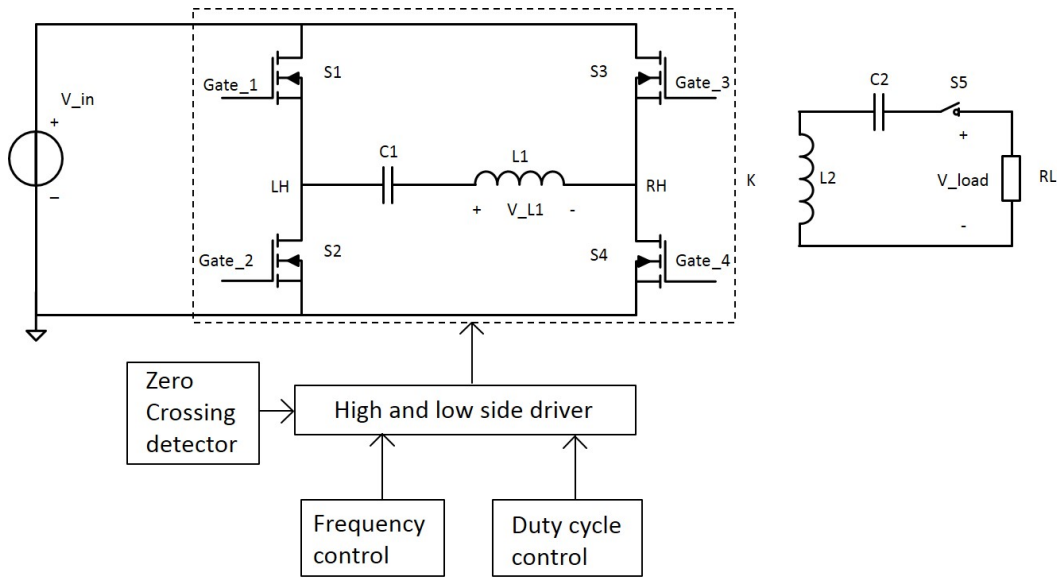 V_in
+
–
Gate_1
S1
S3
Gate_3
C1
L1
LH
RH
+ V_L1 -
Gate_2
S2
S4
Gate_4
K
C2
S5
L2
+
V_load
-
RL
Zero
Crossing
detector
High and low side driver
Frequency
control
Duty cycle
control